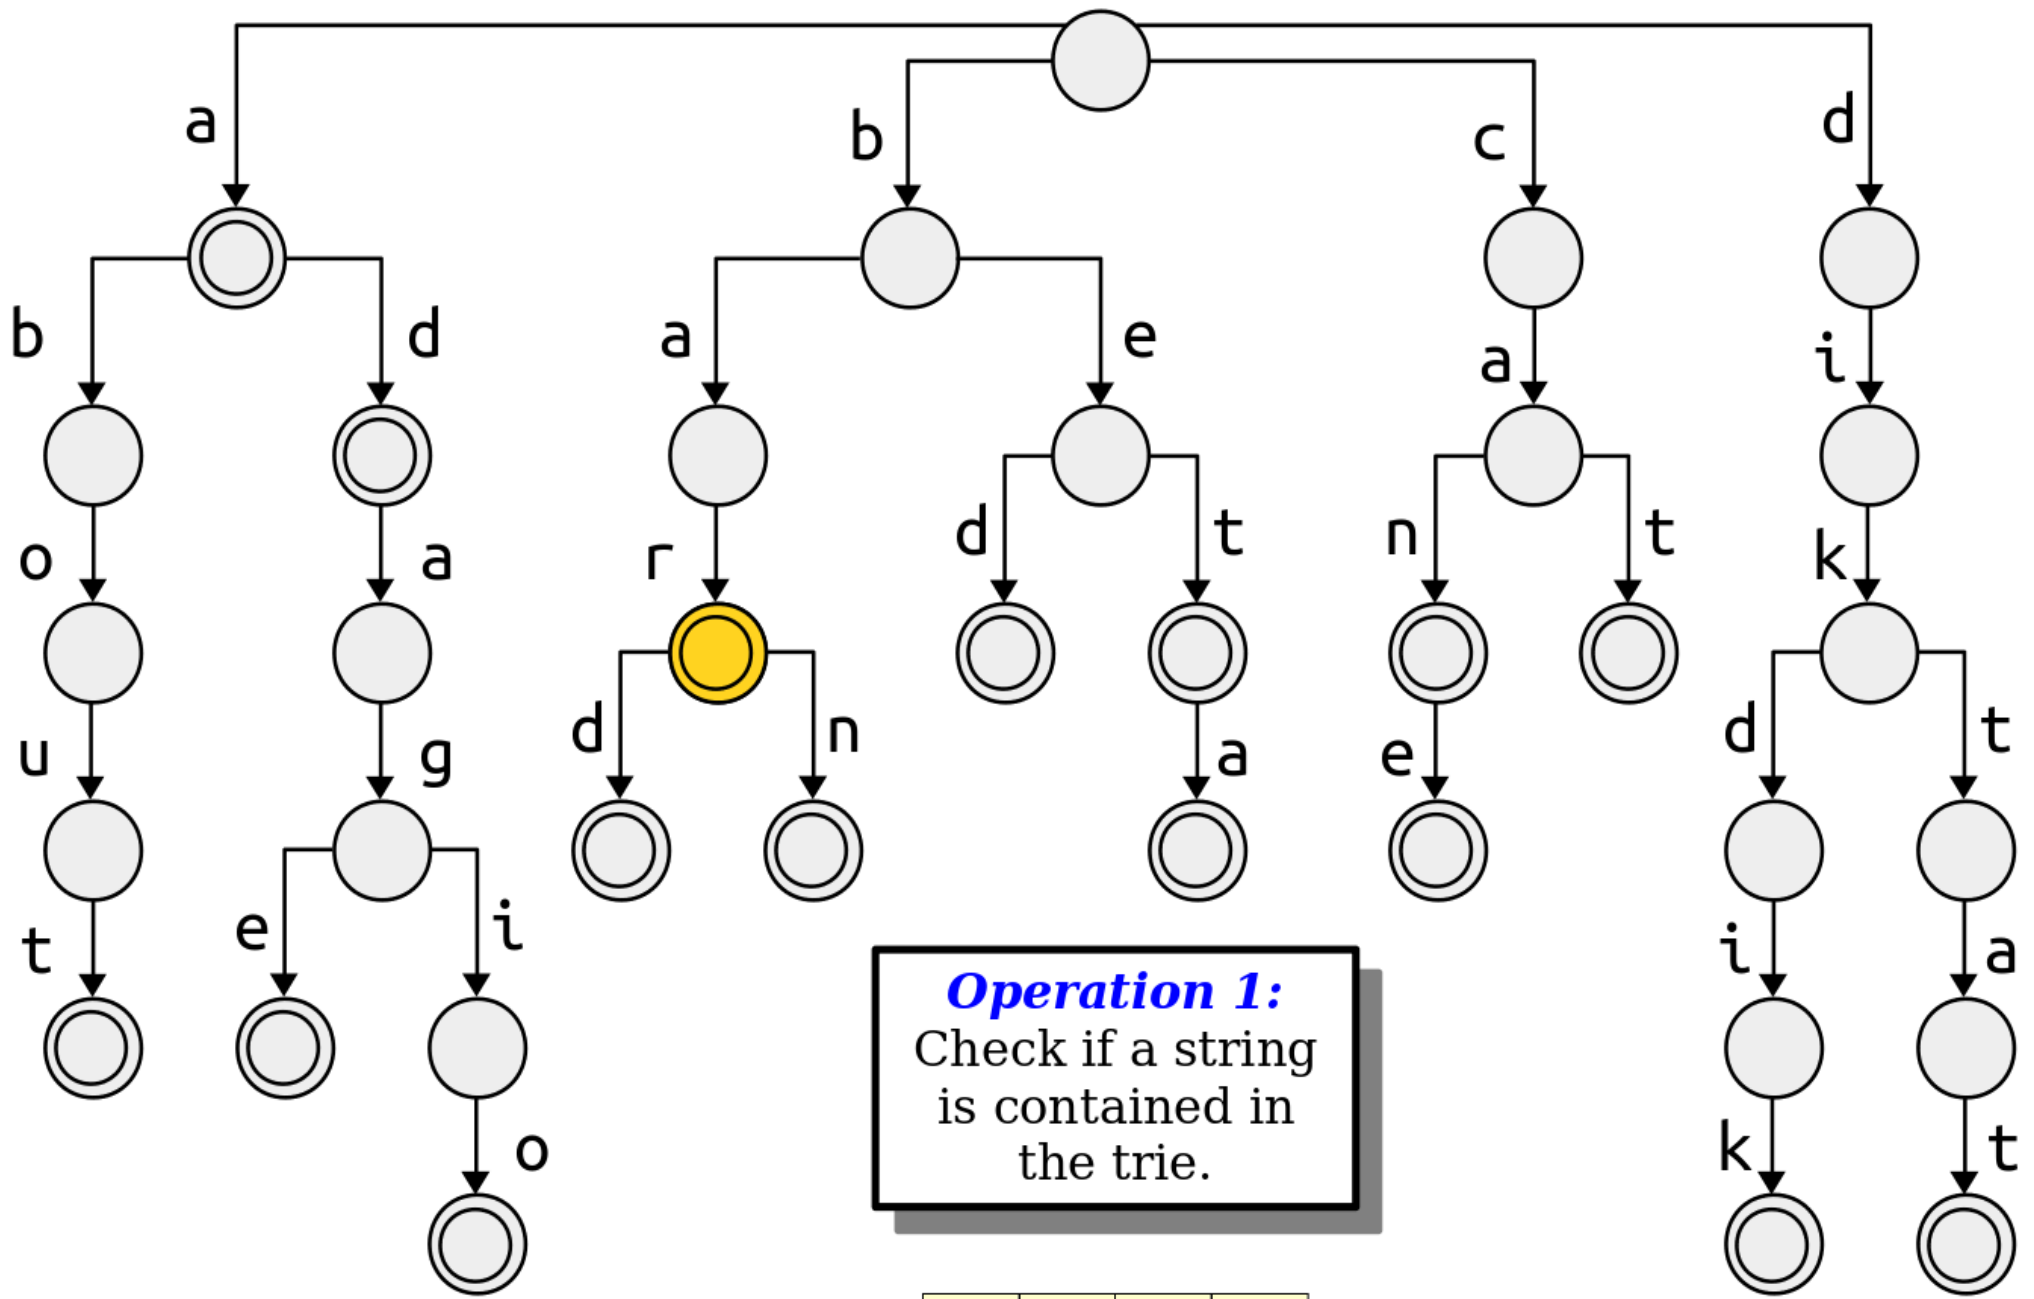 a
b
c
d
b
d
a
e
a
i
o
a
r
d
t
n
t
k
u
g
d
n
a
e
d
t
t
e
i
i
a
Operation 1:
Check if a string
is contained in
the trie.
o
k
t